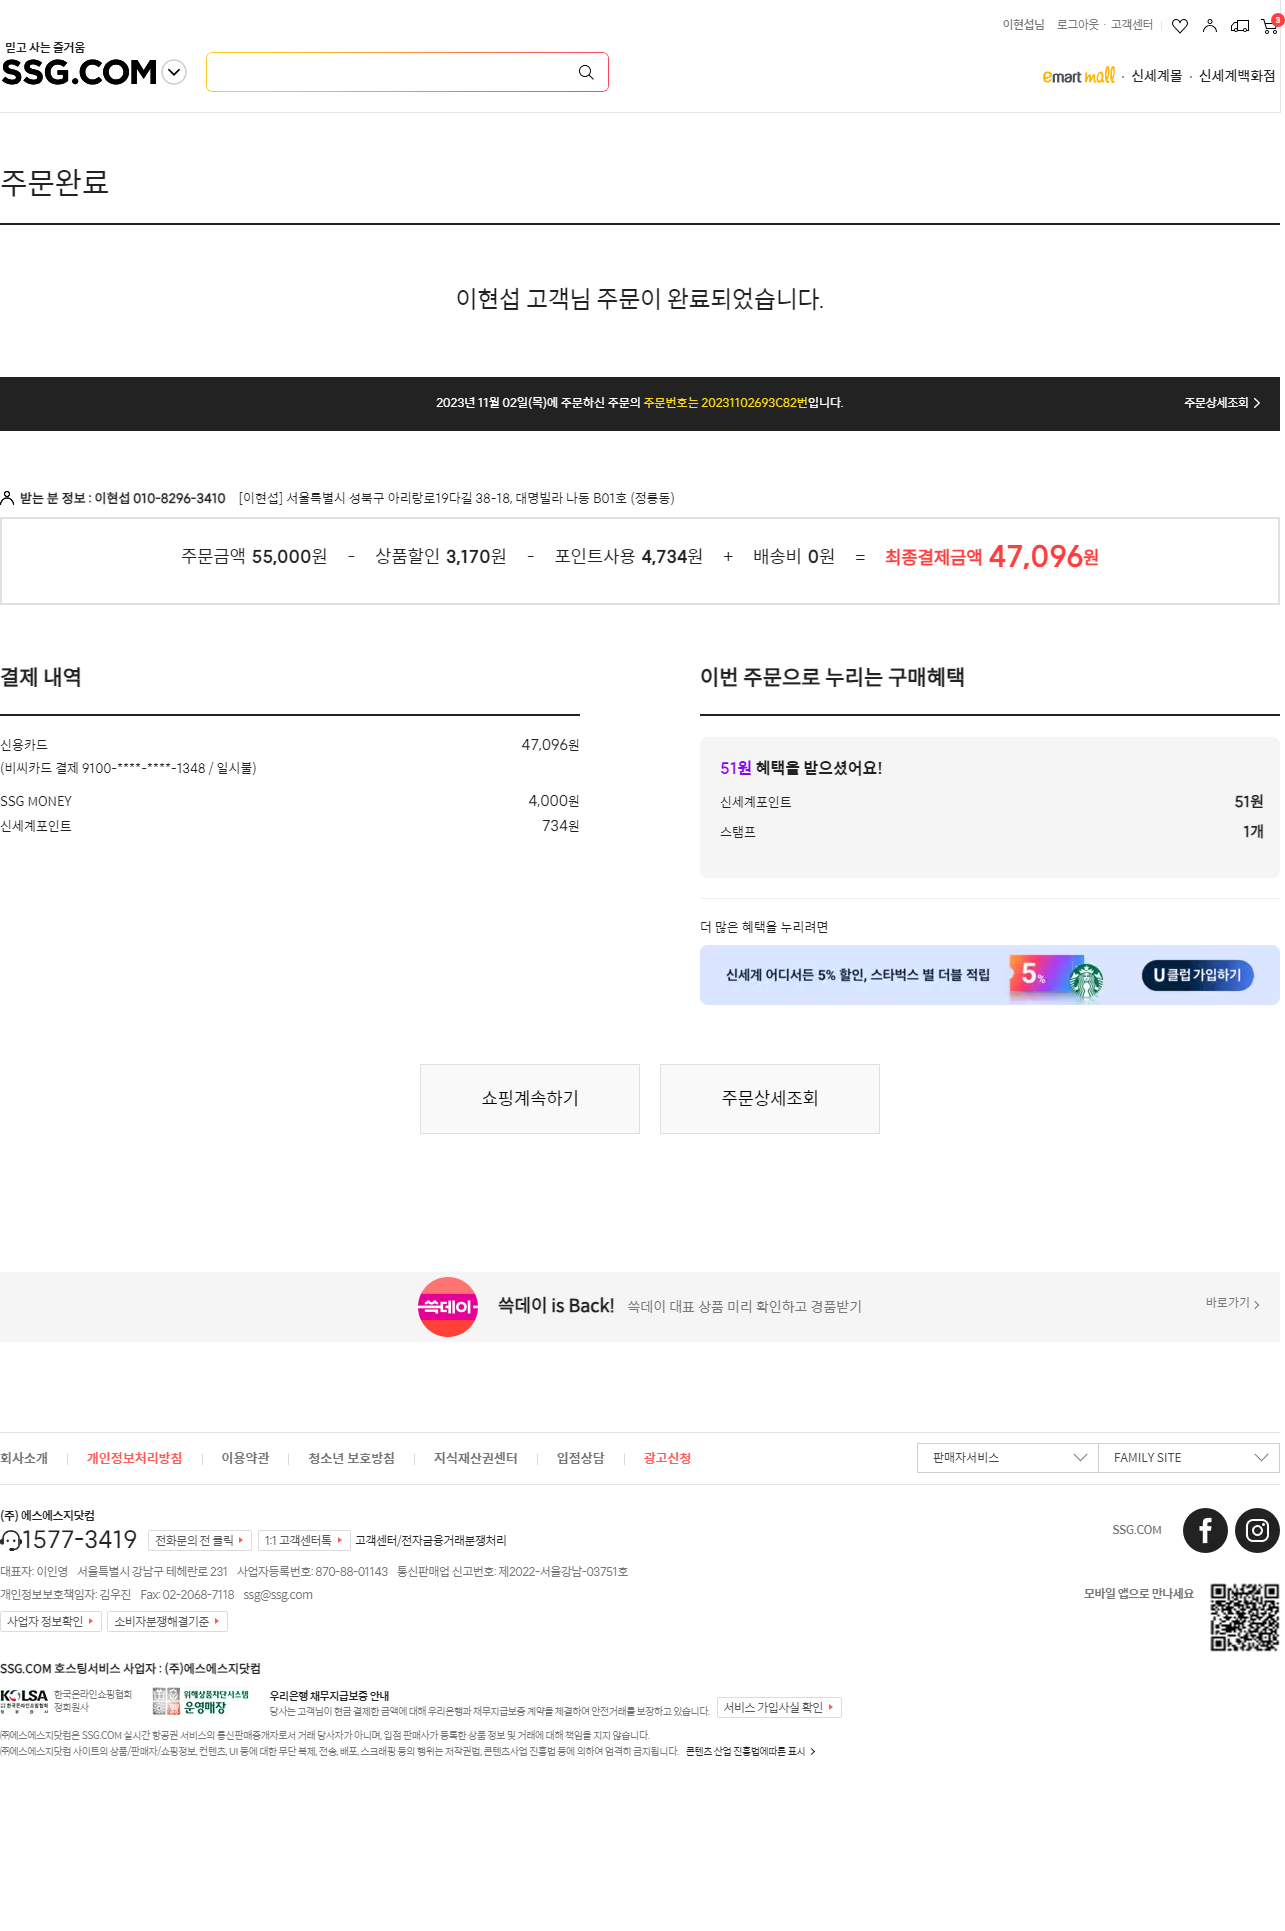 이현섭님 로그아웃 · 고객센터 3
믿고 사는 즐거움
SSG.COM
emart mall · 신세계몰 · 신세계백화점
주문완료
이현섭 고객님 주문이 완료되었습니다.
2023년 11월 02일(목)에 주문하신 주문의 주문번호는 20231102693C82번입니다. 주문상세조회
받는 분 정보 : 이현섭 010-8296-3410 [이현섭] 서울특별시 성북구 아리랑로19다길 38-18, 대명빌라 나동 B01호 (정릉동)
주문금액 55,000원 - 상품할인 3,170원 - 포인트사용 4,734원 + 배송비 0원 = 최종결제금액 47,096원
결제 내역
신용카드 47,096원
(비씨카드 결제 9100-****-****-1348 / 일시불)
SSG MONEY 4,000원
신세계포인트 734원
이번 주문으로 누리는 구매혜택
51원 혜택을 받으셨어요!
신세계포인트 51원
스탬프 1개
더 많은 혜택을 누리려면
신세계 어디서든 5% 할인, 스타벅스 별 더블 적립 5% U클럽 가입하기
쇼핑계속하기 주문상세조회
쓱데이 쓱데이 is Back! 쓱데이 대표 상품 미리 확인하고 경품받기 바로가기
회사소개 개인정보처리방침 이용약관 청소년 보호방침 지식재산권센터 입점상담 광고신청 판매자서비스 FAMILY SITE
(주) 에스에스지닷컴
1577-3419 전화문의 전 클릭 1:1 고객센터톡 고객센터/전자금융거래분쟁처리
SSG.COM
대표자: 이인영 서울특별시 강남구 테헤란로 231 사업자등록번호: 870-88-01143 통신판매업 신고번호: 제2022-서울강남-03751호
개인정보보호책임자: 김우진 Fax: 02-2068-7118 ssg@ssg.com
모바일 앱으로 만나세요
사업자 정보확인 소비자분쟁해결기준
SSG.COM 호스팅서비스 사업자 : (주)에스에스지닷컴
KOLSA 한국온라인쇼핑협회
정회원사
위해상품차단시스템
운영매장
우리은행 채무지급보증 안내
당사는 고객님이 현금 결제한 금액에 대해 우리은행과 채무지급보증 계약을 체결하여 안전거래를 보장하고 있습니다. 서비스 가입사실 확인
㈜에스에스지닷컴은 SSG.COM 실시간 항공권 서비스의 통신판매중개자로서 거래 당사자가 아니며, 입점 판매사가 등록한 상품 정보 및 거래에 대해 책임을 지지 않습니다.
㈜에스에스지닷컴 사이트의 상품/판매자/쇼핑정보, 컨텐츠, UI 등에 대한 무단 복제, 전송, 배포, 스크래핑 등의 행위는 저작권법, 콘텐츠사업 진흥법 등에 의하여 엄격히 금지됩니다. 콘텐츠 산업 진흥법에따른 표시